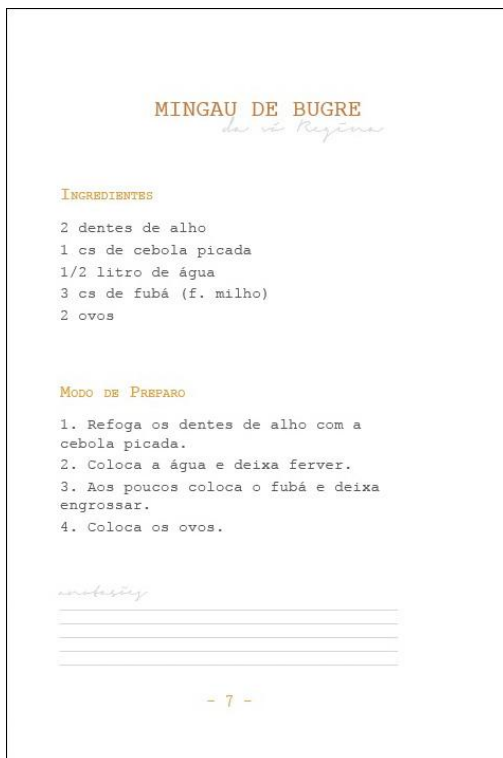 MINGAU DE BUGRE
da vó Regina
INGREDIENTES
2 dentes de alho
1 cs de cebola picada
1/2 litro de água
3 cs de fubá (f. milho)
2 ovos
MODO DE PREPARO
1. Refoga os dentes de alho com a
cebola picada.
2. Coloca a água e deixa ferver.
3. Aos poucos coloca o fubá e deixa
engrossar.
4. Coloca os ovos.
anotações
- 7 -